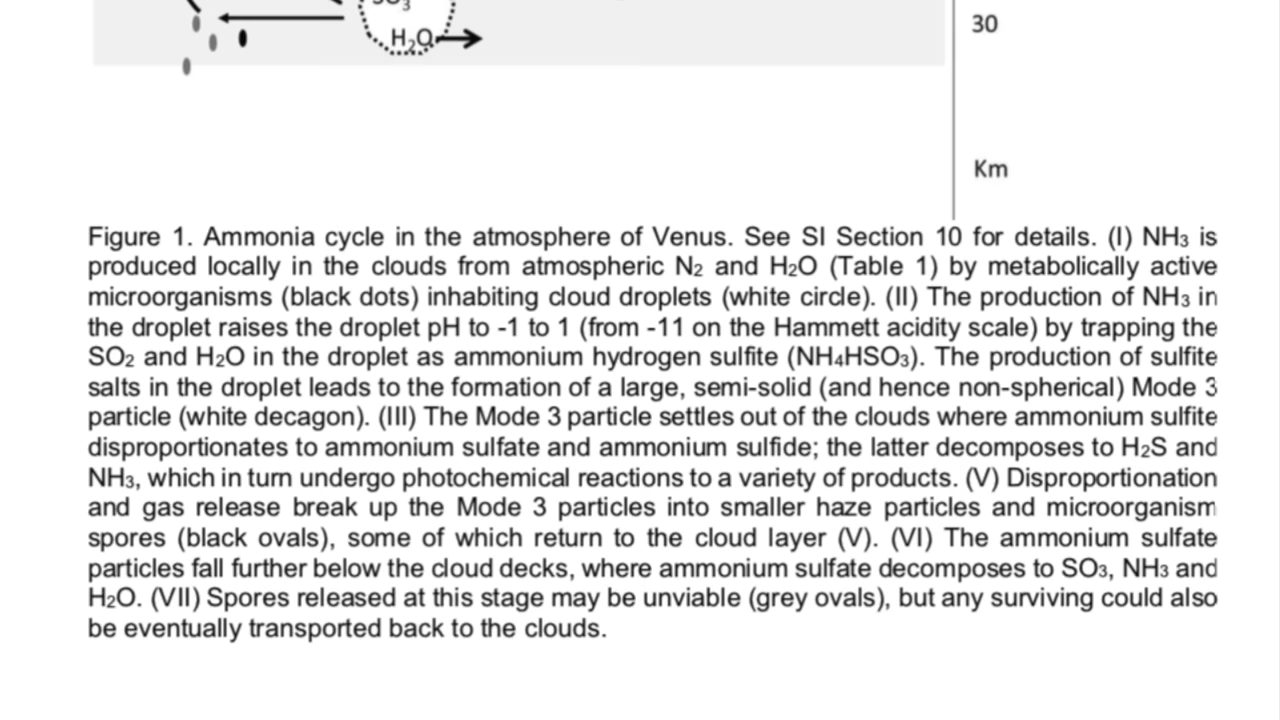 SO3
30
H2O
Km
Figure 1. Ammonia cycle in the atmosphere of Venus. See SI Section 10 for details. (I) NH3 is
produced locally in the clouds from atmospheric N2 and H2O (Table 1) by metabolically active
microorganisms (black dots) inhabiting cloud droplets (white circle). (II) The production of NH3 in
the droplet raises the droplet pH to -1 to 1 (from -11 on the Hammett acidity scale) by trapping the
SO2 and H2O in the droplet as ammonium hydrogen sulfite (NH4HSO3). The production of sulfite
salts in the droplet leads to the formation of a large, semi-solid (and hence non-spherical) Mode 3
particle (white decagon). (III) The Mode 3 particle settles out of the clouds where ammonium sulfite
disproportionates to ammonium sulfate and ammonium sulfide; the latter decomposes to H2S and
NH3, which in turn undergo photochemical reactions to a variety of products. (V) Disproportionation
and gas release break up the Mode 3 particles into smaller haze particles and microorganism
spores (black ovals), some of which return to the cloud layer (V). (VI) The ammonium sulfate
particles fall further below the cloud decks, where ammonium sulfate decomposes to SO3, NH3 and
H2O. (VII) Spores released at this stage may be unviable (grey ovals), but any surviving could also
be eventually transported back to the clouds.